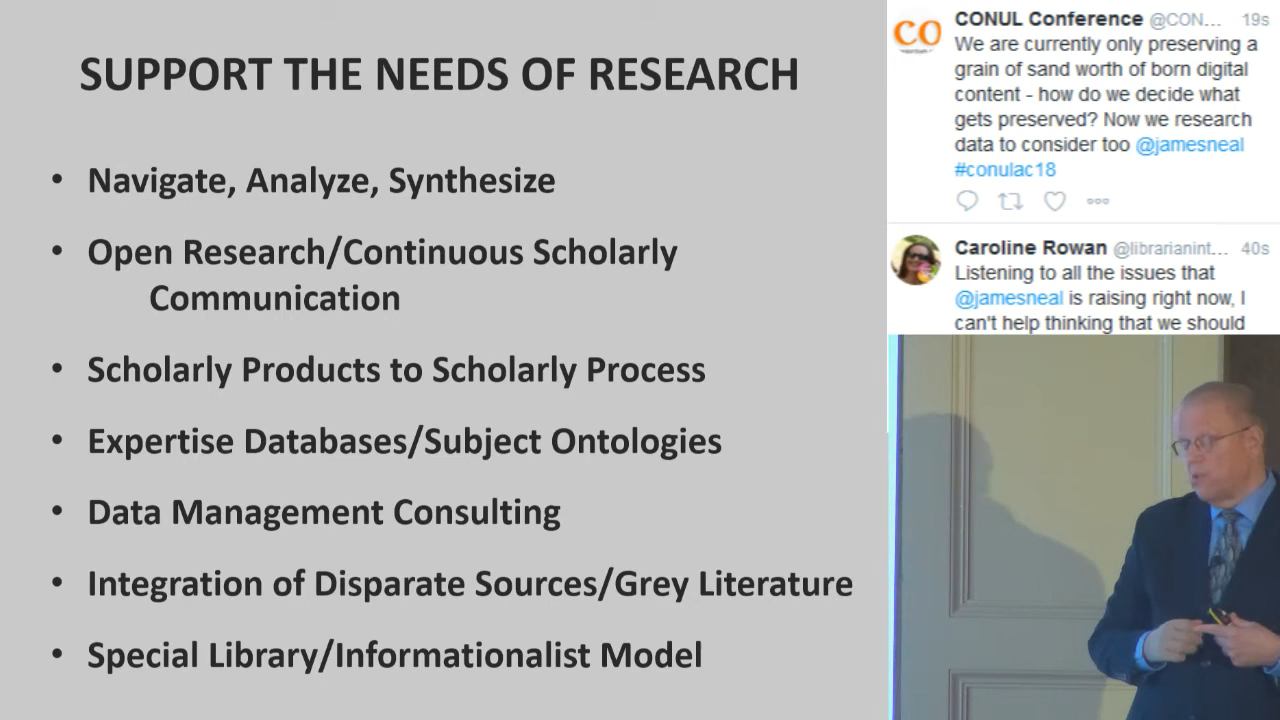 SUPPORT THE NEEDS OF RESEARCH
• Navigate, Analyze, Synthesize
• Open Research/Continuous Scholarly
Communication
• Scholarly Products to Scholarly Process
• Expertise Databases/Subject Ontologies
• Data Management Consulting
• Integration of Disparate Sources/Grey Literature
• Special Library/Informationalist Model
CO
CONUL Conference @CON... 19s
We are currently only preserving a
grain of sand worth of born digital
content - how do we decide what
gets preserved? Now we research
data to consider too @jamesneal
#conulac18
Caroline Rowan @librarianint... 40s
Listening to all the issues that
@jamesneal is raising right now, I
can't help thinking that we should